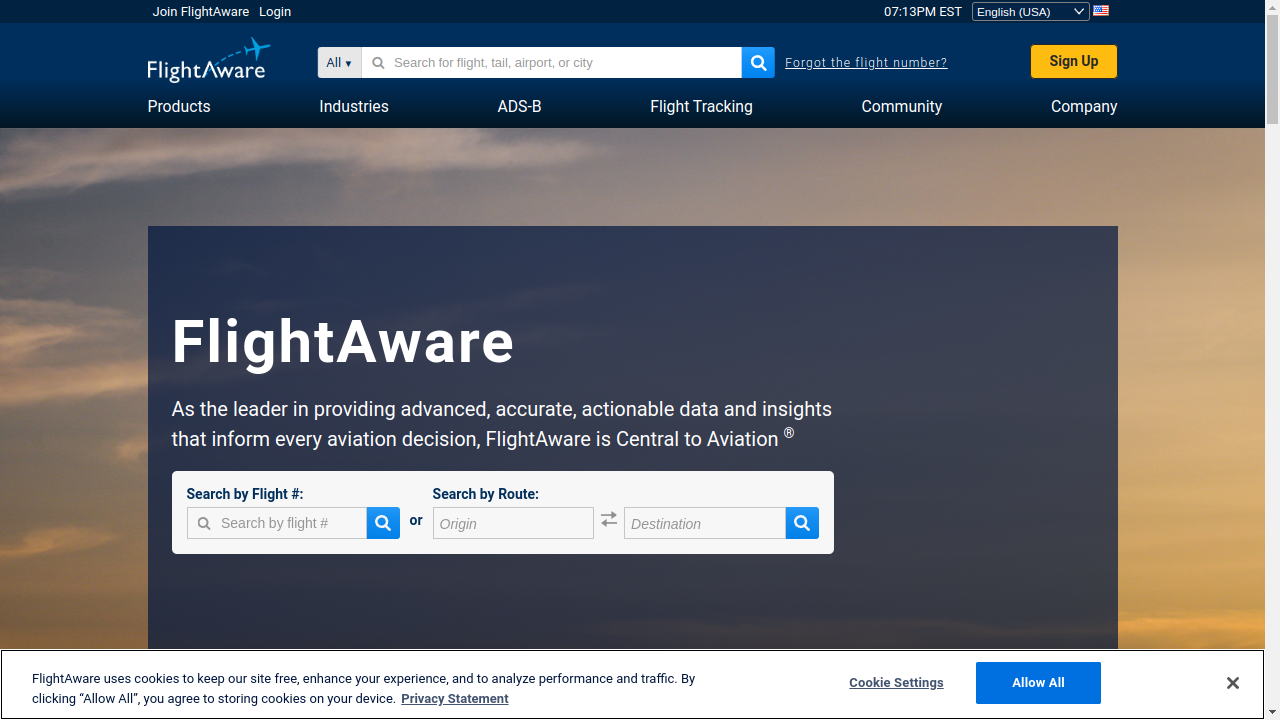 Join FlightAware Login
07:13PM EST English (USA)
FlightAware
All ▾ Search for flight, tail, airport, or city
Forgot the flight number?
Sign Up
Products Industries ADS-B Flight Tracking Community Company
FlightAware
As the leader in providing advanced, accurate, actionable data and insights
that inform every aviation decision, FlightAware is Central to Aviation ®
Search by Flight #: Search by Route:
Search by flight # or Origin Destination
FlightAware uses cookies to keep our site free, enhance your experience, and to analyze performance and traffic. By
clicking “Allow All”, you agree to storing cookies on your device. Privacy Statement
Cookie Settings
Allow All